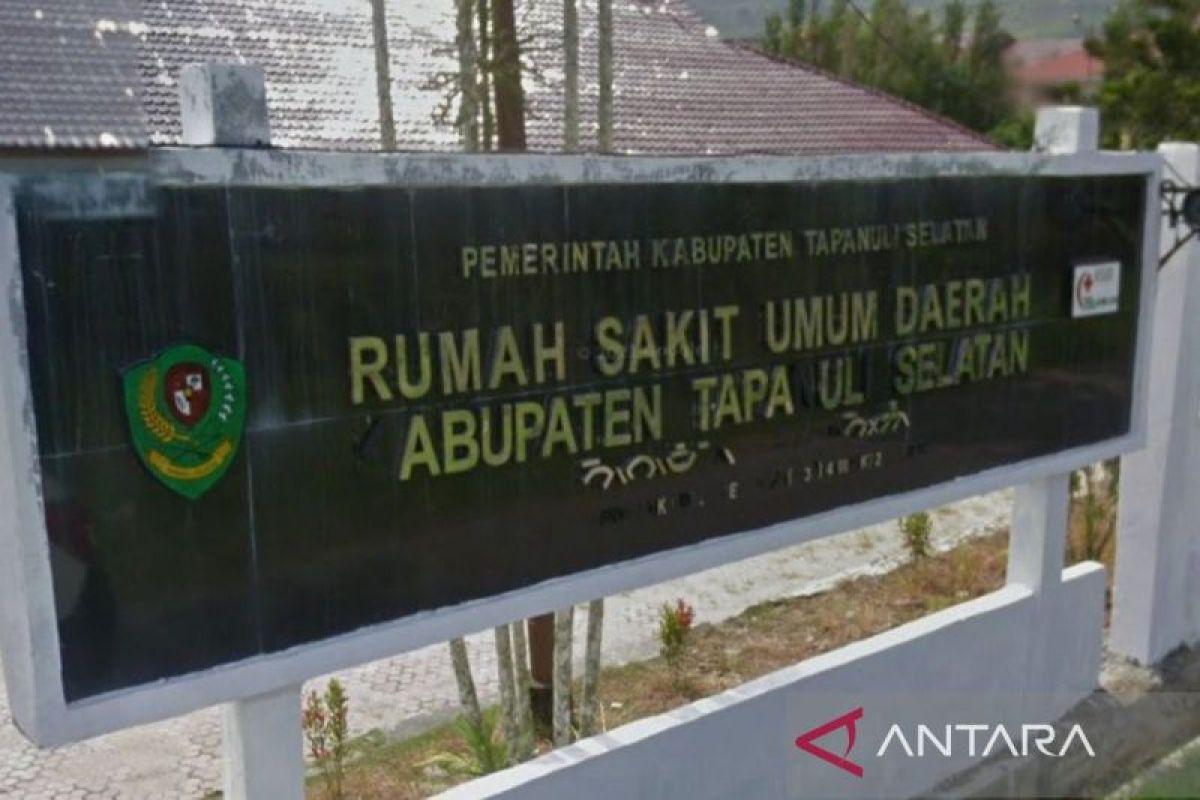 PEMERINTAH KABUPATEN TAPANULI SELATAN
RUMAH SAKIT UMUM DAERAH
ABUPATEN TAPANULI SELATAN
ANTARA